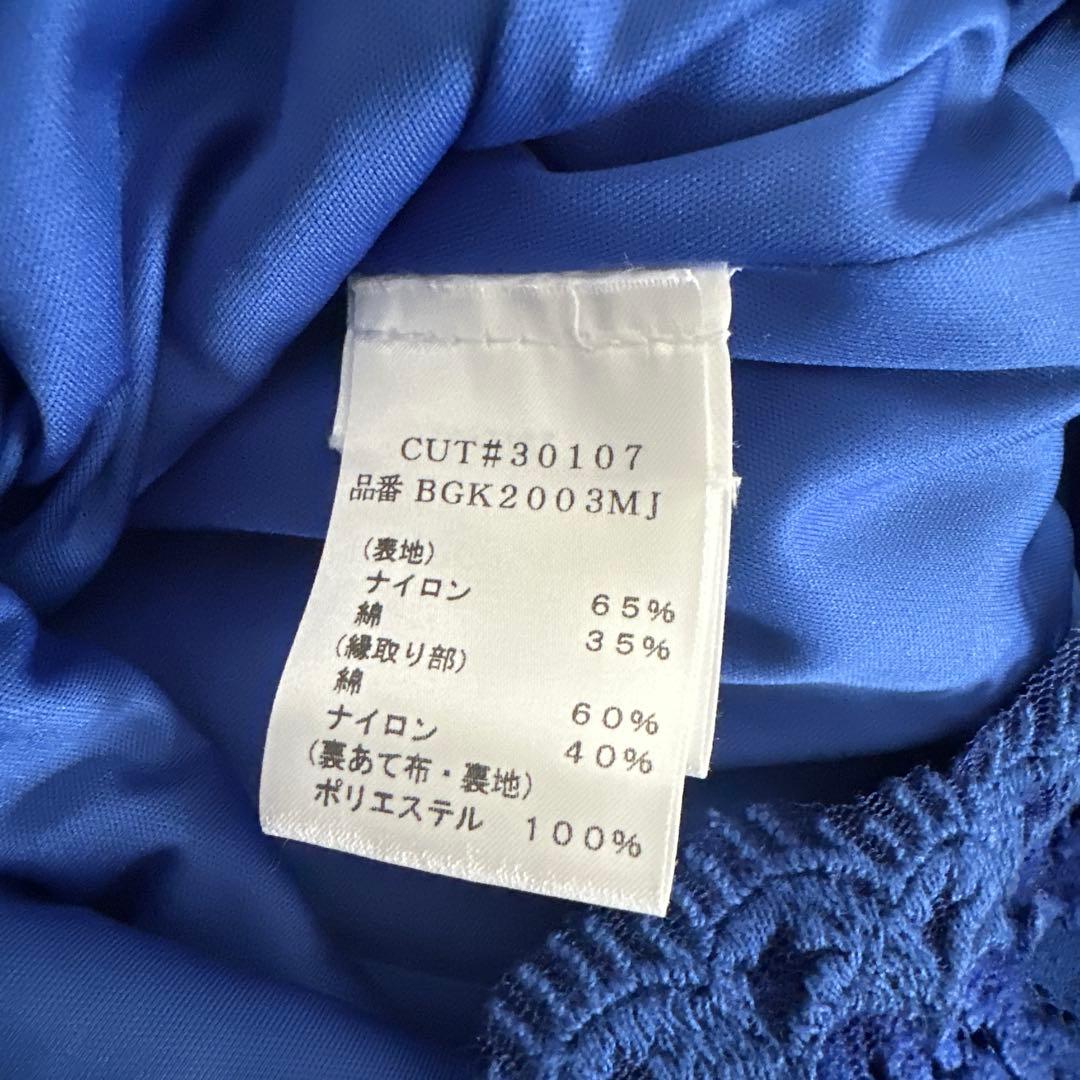 CUT#30107
品番 BGK2003MJ
(表地)
ナイロン 65%
綿 35%
(縁取り部)
綿 60%
ナイロン 40%
(裏あて布・裏地)
ポリエステル 100%